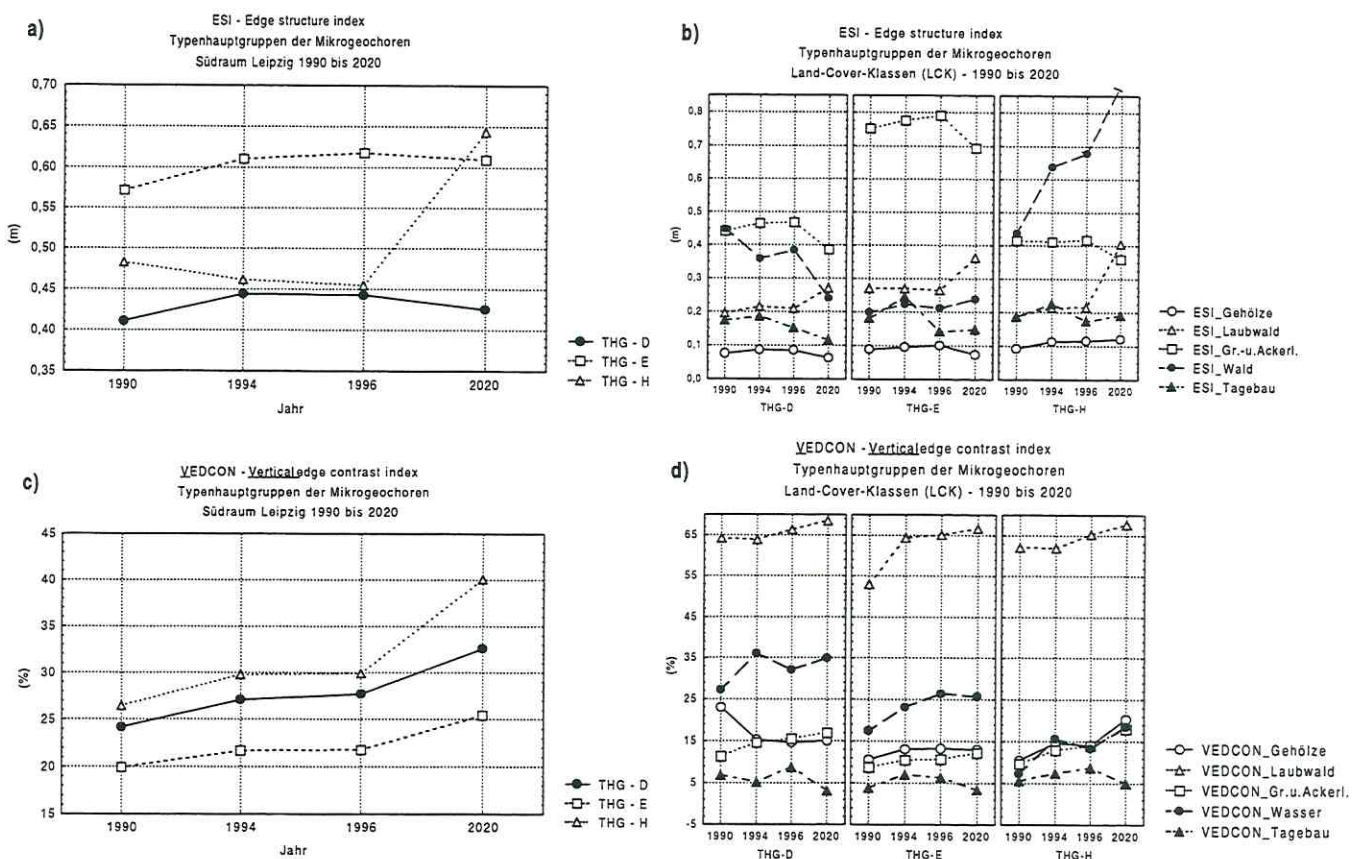 a)
ESI - Edge structure index
Typenhauptgruppen der Mikrogeochoren
Südraum Leipzig 1990 bis 2020
0,70
0,65
0,60
0,55
0,50
0,45
0,40
0,35
(m)
1990 1994 1996 2020
Jahr
THG - D
THG - E
THG - H
b)
ESI - Edge structure index
Typenhauptgruppen der Mikrogeochoren
Land-Cover-Klassen (LCK) - 1990 bis 2020
0,8
0,7
0,6
0,5
0,4
0,3
0,2
0,1
0,0
(m)
1990 1994 1996 2020 1990 1994 1996 2020 1990 1994 1996 2020
THG-D THG-E THG-H
ESI_Gehölze
ESI_Laubwald
ESI_Gr.-u.Ackerl.
ESI_Wald
ESI_Tagebau
c)
VEDCON - Verticaledge contrast index
Typenhauptgruppen der Mikrogeochoren
Südraum Leipzig 1990 bis 2020
45
40
35
30
25
20
15
(%)
1990 1994 1996 2020
Jahr
THG - D
THG - E
THG - H
d)
VEDCON - Verticaledge contrast index
Typenhauptgruppen der Mikrogeochoren
Land-Cover-Klassen (LCK) - 1990 bis 2020
65
55
45
35
25
15
5
-5
(%)
1990 1994 1996 2020 1990 1994 1996 2020 1990 1994 1996 2020
THG-D THG-E THG-H
VEDCON_Gehölze
VEDCON_Laubwald
VEDCON_Gr.u.Ackerl.
VEDCON_Wasser
VEDCON_Tagebau